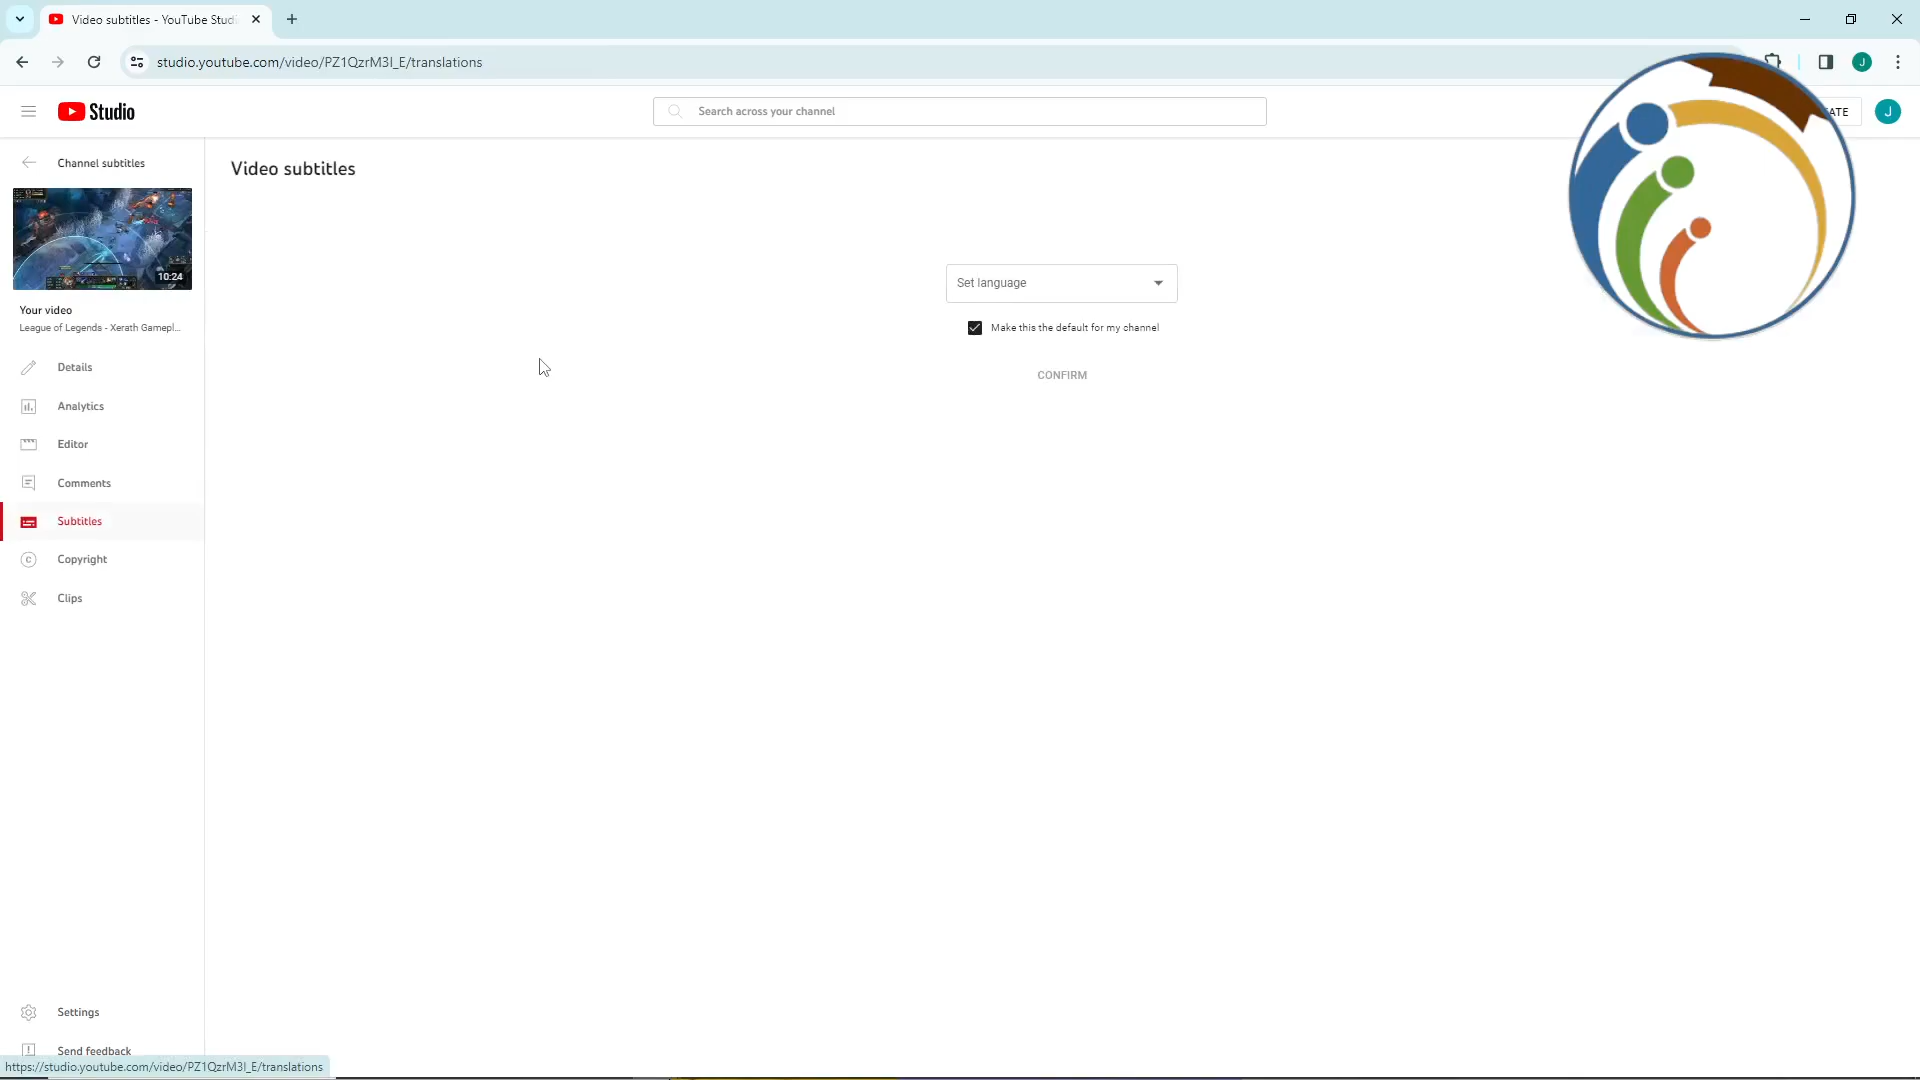 Video subtitles - YouTube Studi
studio.youtube.com/video/PZ1QzrM3I_E/translations
J
Studio
Search across your channel
ATE
J
Channel subtitles
Video subtitles
10:24
Set language
Your video
League of Legends - Xerath Gamepl...
Make this the default for my channel
Details
CONFIRM
Analytics
Editor
Comments
Subtitles
Copyright
Clips
Settings
Send feedback
https://studio.youtube.com/video/PZ1QzrM3I_E/translations